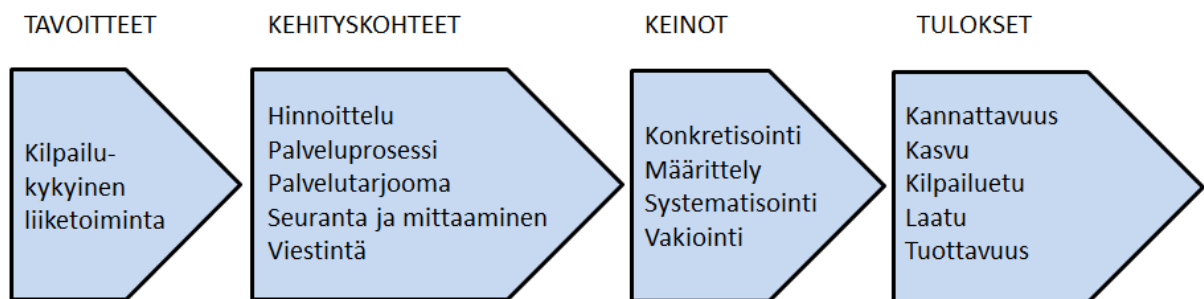 TAVOITTEET
KEHITYSKOHTEET
KEINOT
TULOKSET
Kilpailu-
kykyinen
liiketoiminta
Hinnoittelu
Palveluprosessi
Palvelutarjooma
Seuranta ja mittaaminen
Viestintä
Konkretisointi
Määrittely
Systematisointi
Vakiointi
Kannattavuus
Kasvu
Kilpailuetu
Laatu
Tuottavuus